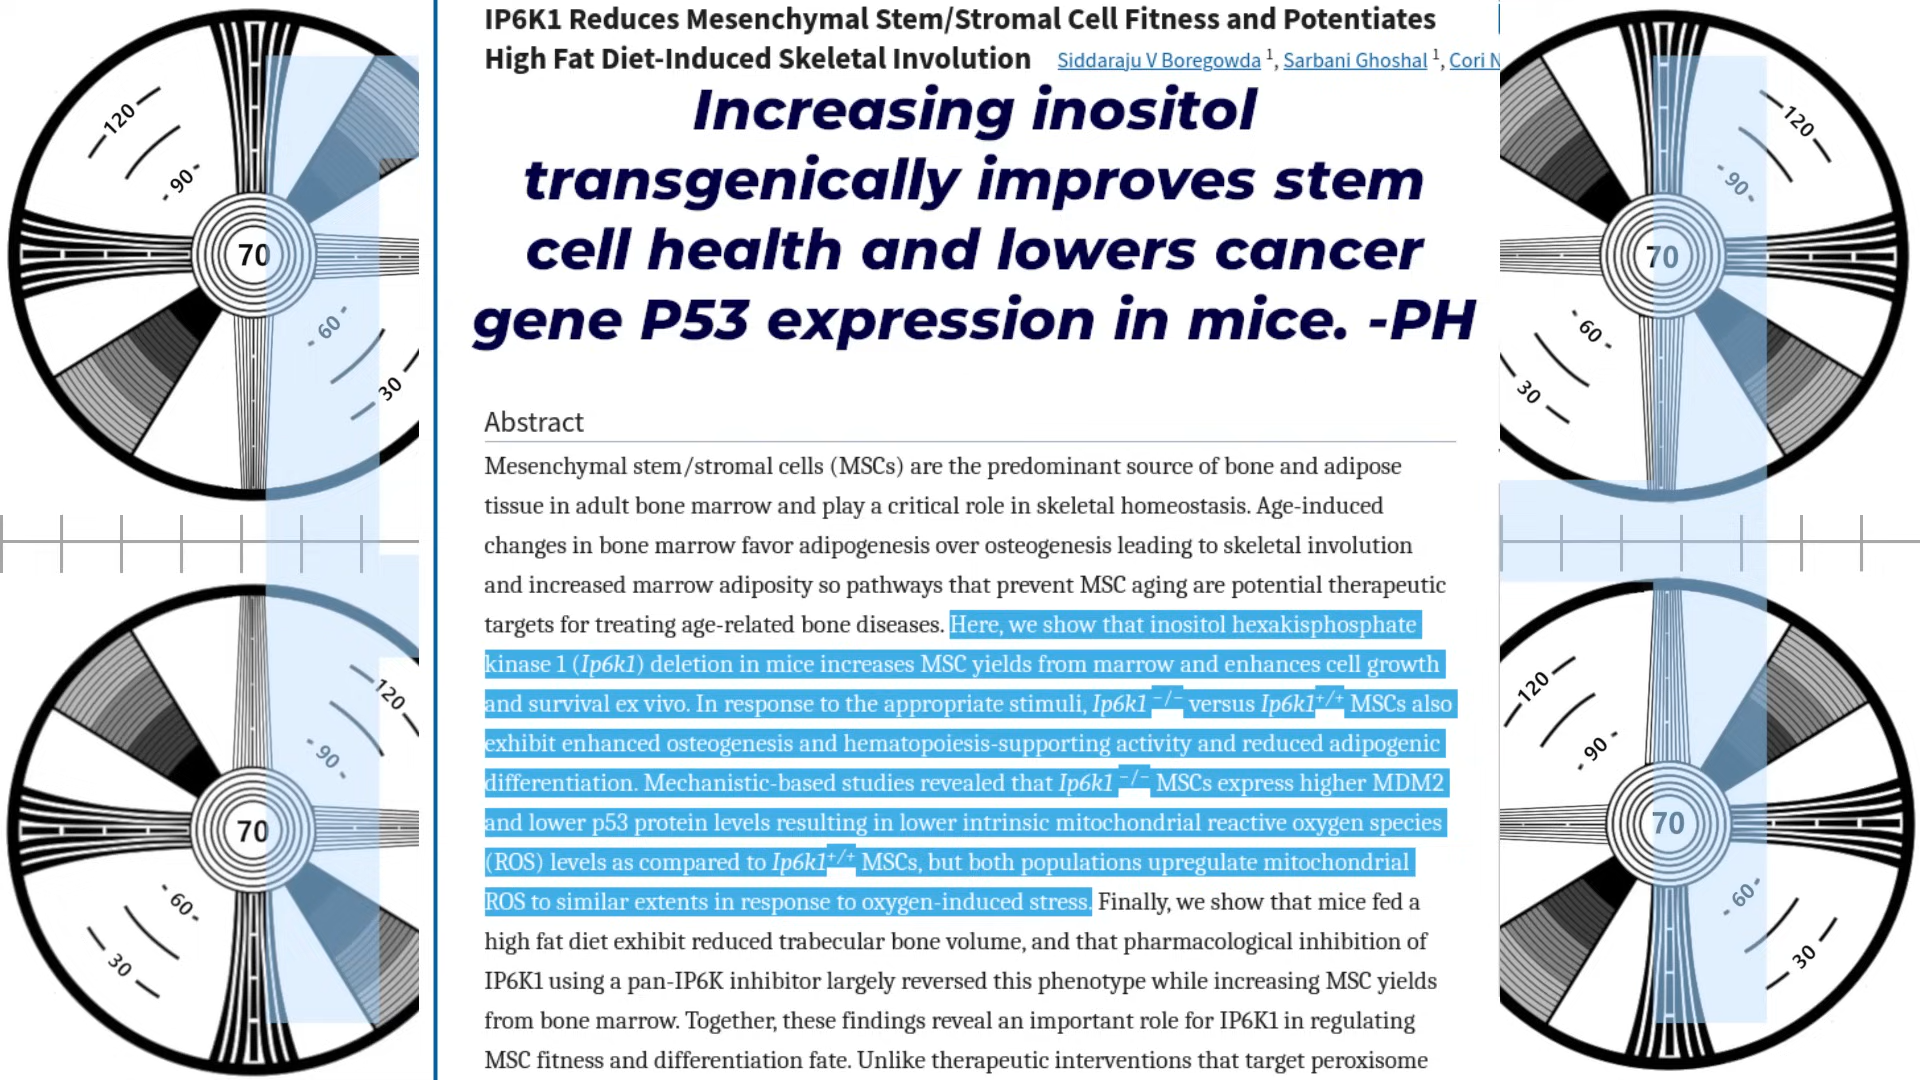 IP6K1 Reduces Mesenchymal Stem/Stromal Cell Fitness and Potentiates
High Fat Diet-Induced Skeletal Involution Siddaraju V Boregowda 1, Sarbani Ghoshal 1, Cori N
Increasing inositol
transgenically improves stem
cell health and lowers cancer
gene P53 expression in mice. -PH
Abstract
Mesenchymal stem/stromal cells (MSCs) are the predominant source of bone and adipose
tissue in adult bone marrow and play a critical role in skeletal homeostasis. Age-induced
changes in bone marrow favor adipogenesis over osteogenesis leading to skeletal involution
and increased marrow adiposity so pathways that prevent MSC aging are potential therapeutic
targets for treating age-related bone diseases. Here, we show that inositol hexakisphosphate
kinase 1 (Ip6k1) deletion in mice increases MSC yields from marrow and enhances cell growth
and survival ex vivo. In response to the appropriate stimuli, Ip6k1 −/− versus Ip6k1+/+ MSCs also
exhibit enhanced osteogenesis and hematopoiesis-supporting activity and reduced adipogenic
differentiation. Mechanistic-based studies revealed that Ip6k1 −/− MSCs express higher MDM2
and lower p53 protein levels resulting in lower intrinsic mitochondrial reactive oxygen species
(ROS) levels as compared to Ip6k1+/+ MSCs, but both populations upregulate mitochondrial
ROS to similar extents in response to oxygen-induced stress. Finally, we show that mice fed a
high fat diet exhibit reduced trabecular bone volume, and that pharmacological inhibition of
IP6K1 using a pan-IP6K inhibitor largely reversed this phenotype while increasing MSC yields
from bone marrow. Together, these findings reveal an important role for IP6K1 in regulating
MSC fitness and differentiation fate. Unlike therapeutic interventions that target peroxisome
120
- 90 -
70
- 60 -
30
120
- 90 -
70
- 60 -
30
120
- 90 -
70
- 60 -
30
120
- 90 -
70
- 60 -
30